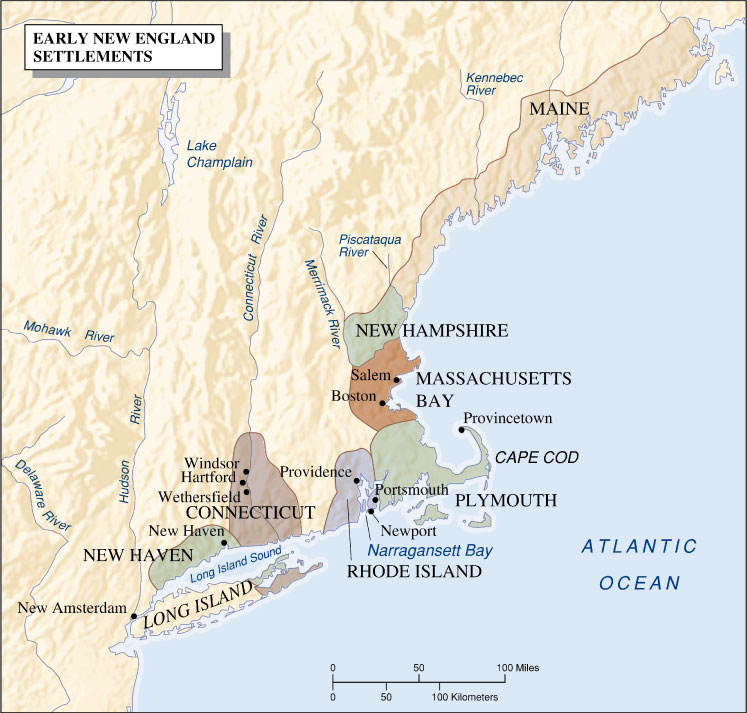 EARLY NEW ENGLAND
SETTLEMENTS
Kennebec
River
MAINE
Lake
Champlain
Piscataqua
River
Connecticut River
Merrimack River
Mohawk River
NEW HAMPSHIRE
Salem
MASSACHUSETTS
BAY
Boston
Provincetown
Hudson River
Delaware River
CAPE COD
Windsor
Hartford
Wethersfield
CONNECTICUT
Providence
Portsmouth
PLYMOUTH
New Haven
NEW HAVEN
Newport
Narragansett Bay
RHODE ISLAND
Long Island Sound
ATLANTIC
OCEAN
New Amsterdam
LONG ISLAND
0 50 100 Miles
0 50 100 Kilometers